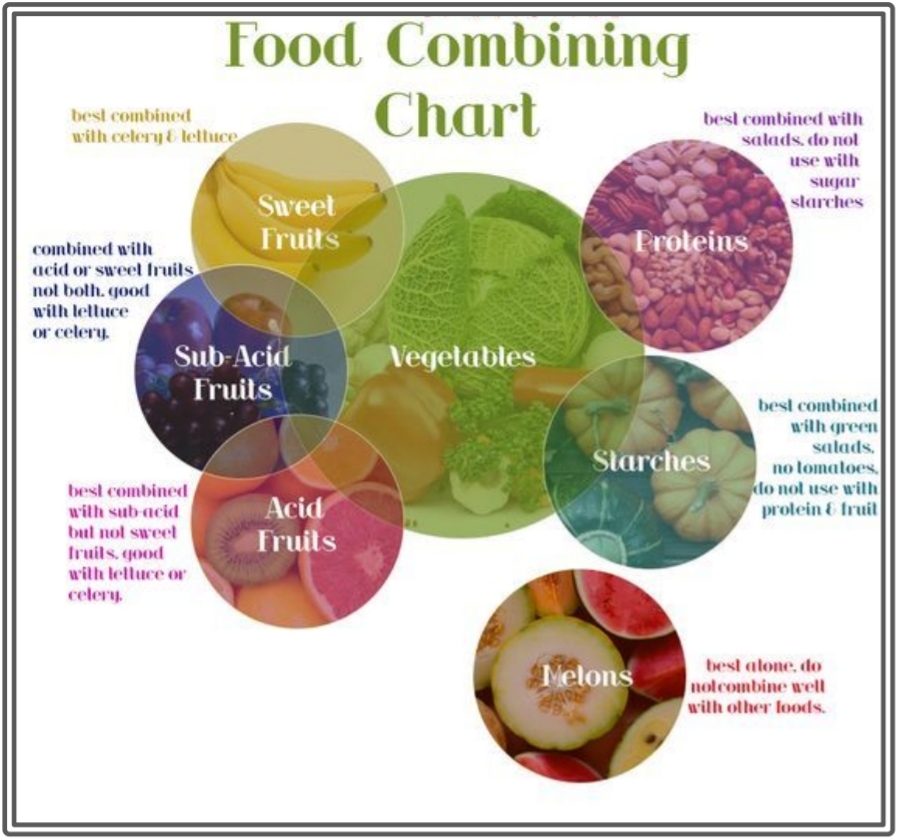 Food Combining
Chart
best combined
with celery & lettuce
Sweet
Fruits
combined with
acid or sweet fruits
not both. good
with lettuce
or celery.
Sub-Acid
Fruits
best combined
with sub-acid
but not sweet
fruits. good
with lettuce or
celery.
Acid
Fruits
Vegetables
best combined with
salads. do not
use with
sugar
starches
Proteins
best combined
with green
salads.
no tomatoes.
do not use with
protein & fruit
Starches
Melons
best alone. do
notcombine well
with other foods.